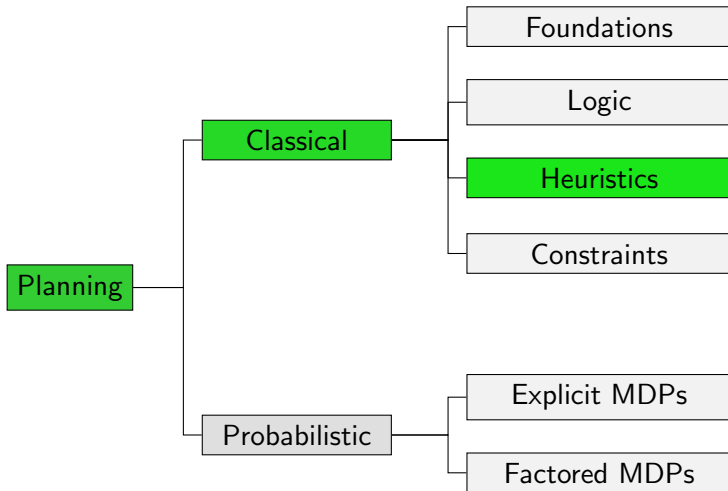 Foundations
Logic
Classical
Heuristics
Constraints
Planning
Explicit MDPs
Probabilistic
Factored MDPs